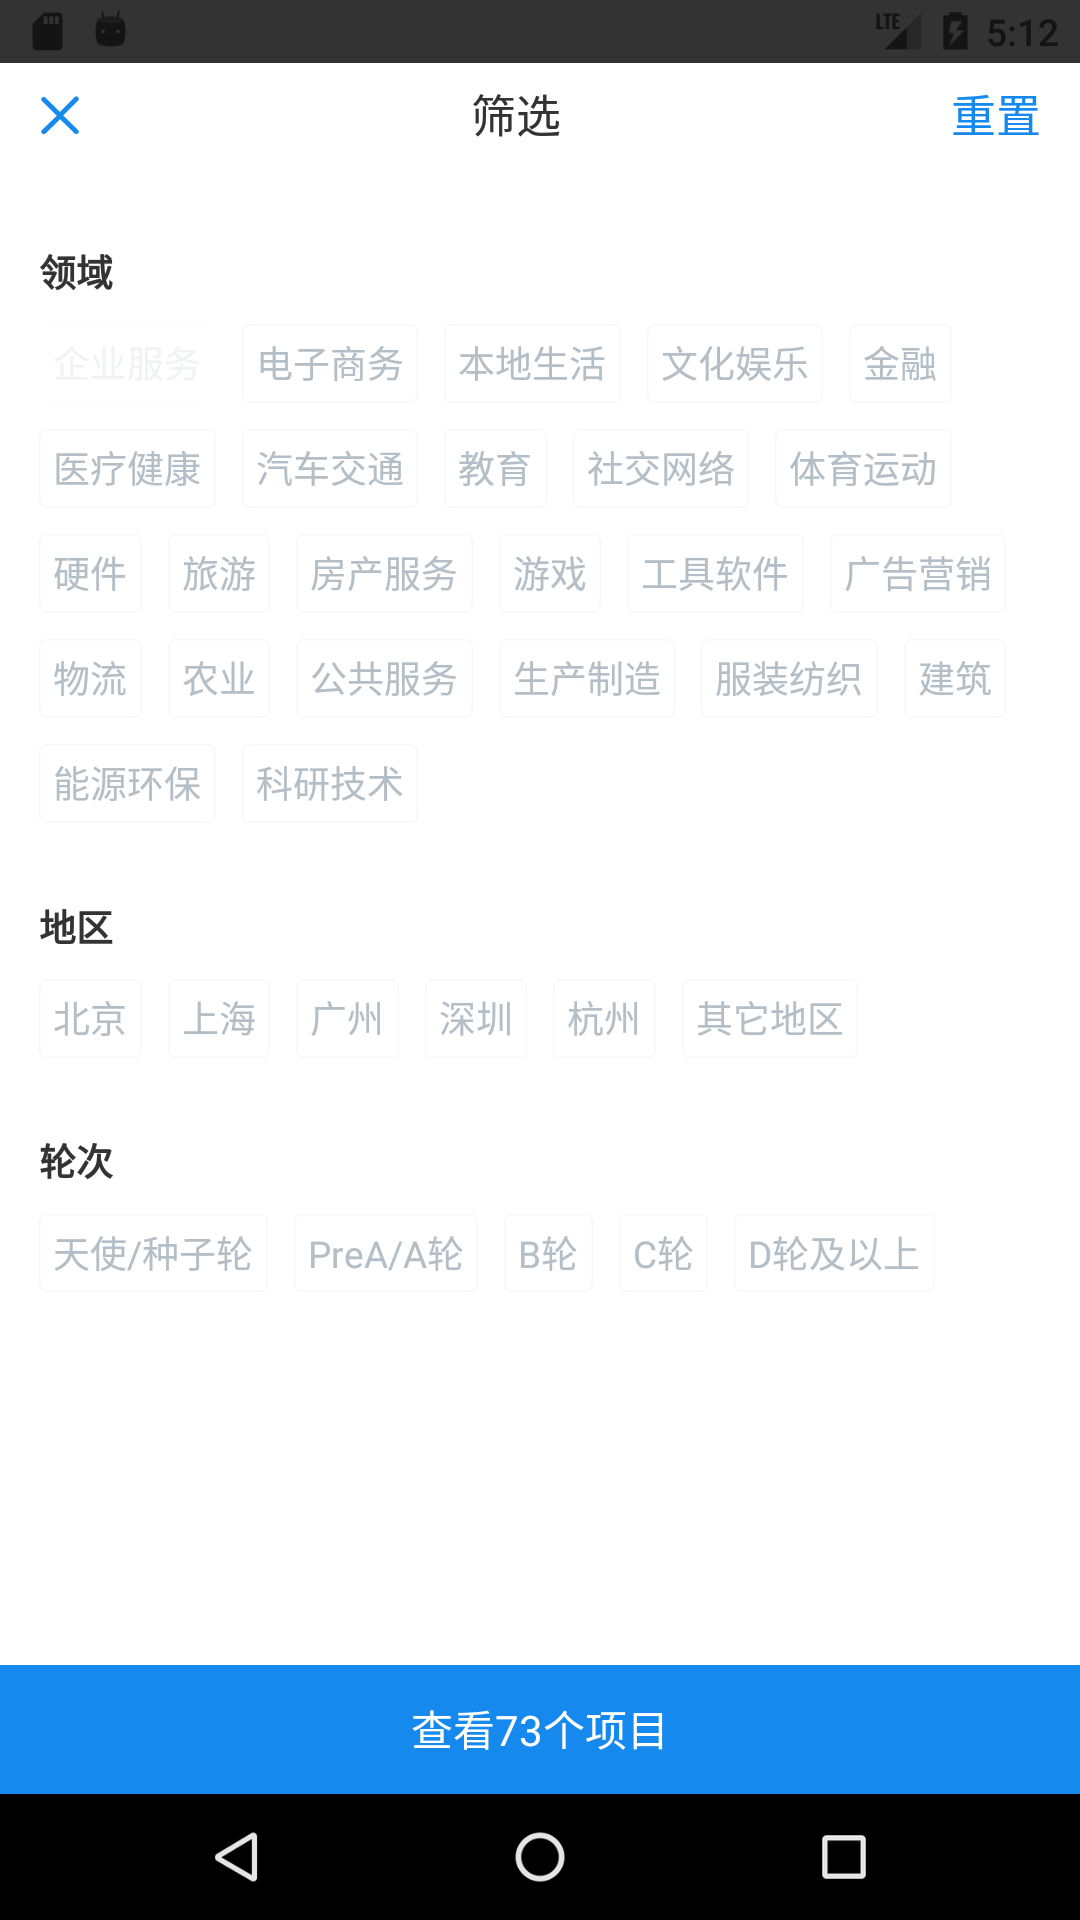 LTE 5:12
筛选 重置
领域
企业服务 电子商务 本地生活 文化娱乐 金融
医疗健康 汽车交通 教育 社交网络 体育运动
硬件 旅游 房产服务 游戏 工具软件 广告营销
物流 农业 公共服务 生产制造 服装纺织 建筑
能源环保 科研技术
地区
北京 上海 广州 深圳 杭州 其它地区
轮次
天使/种子轮 PreA/A轮 B轮 C轮 D轮及以上
查看73个项目